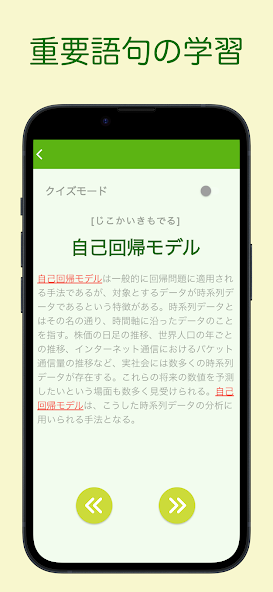 重要語句の学習
クイズモード
[じこかいきもでる]
自己回帰モデル
自己回帰モデルは一般的に回帰問題に適用され
る手法であるが、対象とするデータが時系列デ
ータであるという特徴がある。時系列データと
はその名の通り、時間軸に沿ったデータのこと
を指す。株価の日足の推移、世界人口の年ごと
の推移、インターネット通信におけるパケット
通信量の推移など、実社会には数多くの時系列
データが存在する。これらの将来の数値を予測
したいという場面も数多く見受けられる。自己
回帰モデルは、こうした時系列データの分析に
用いられる手法となる。